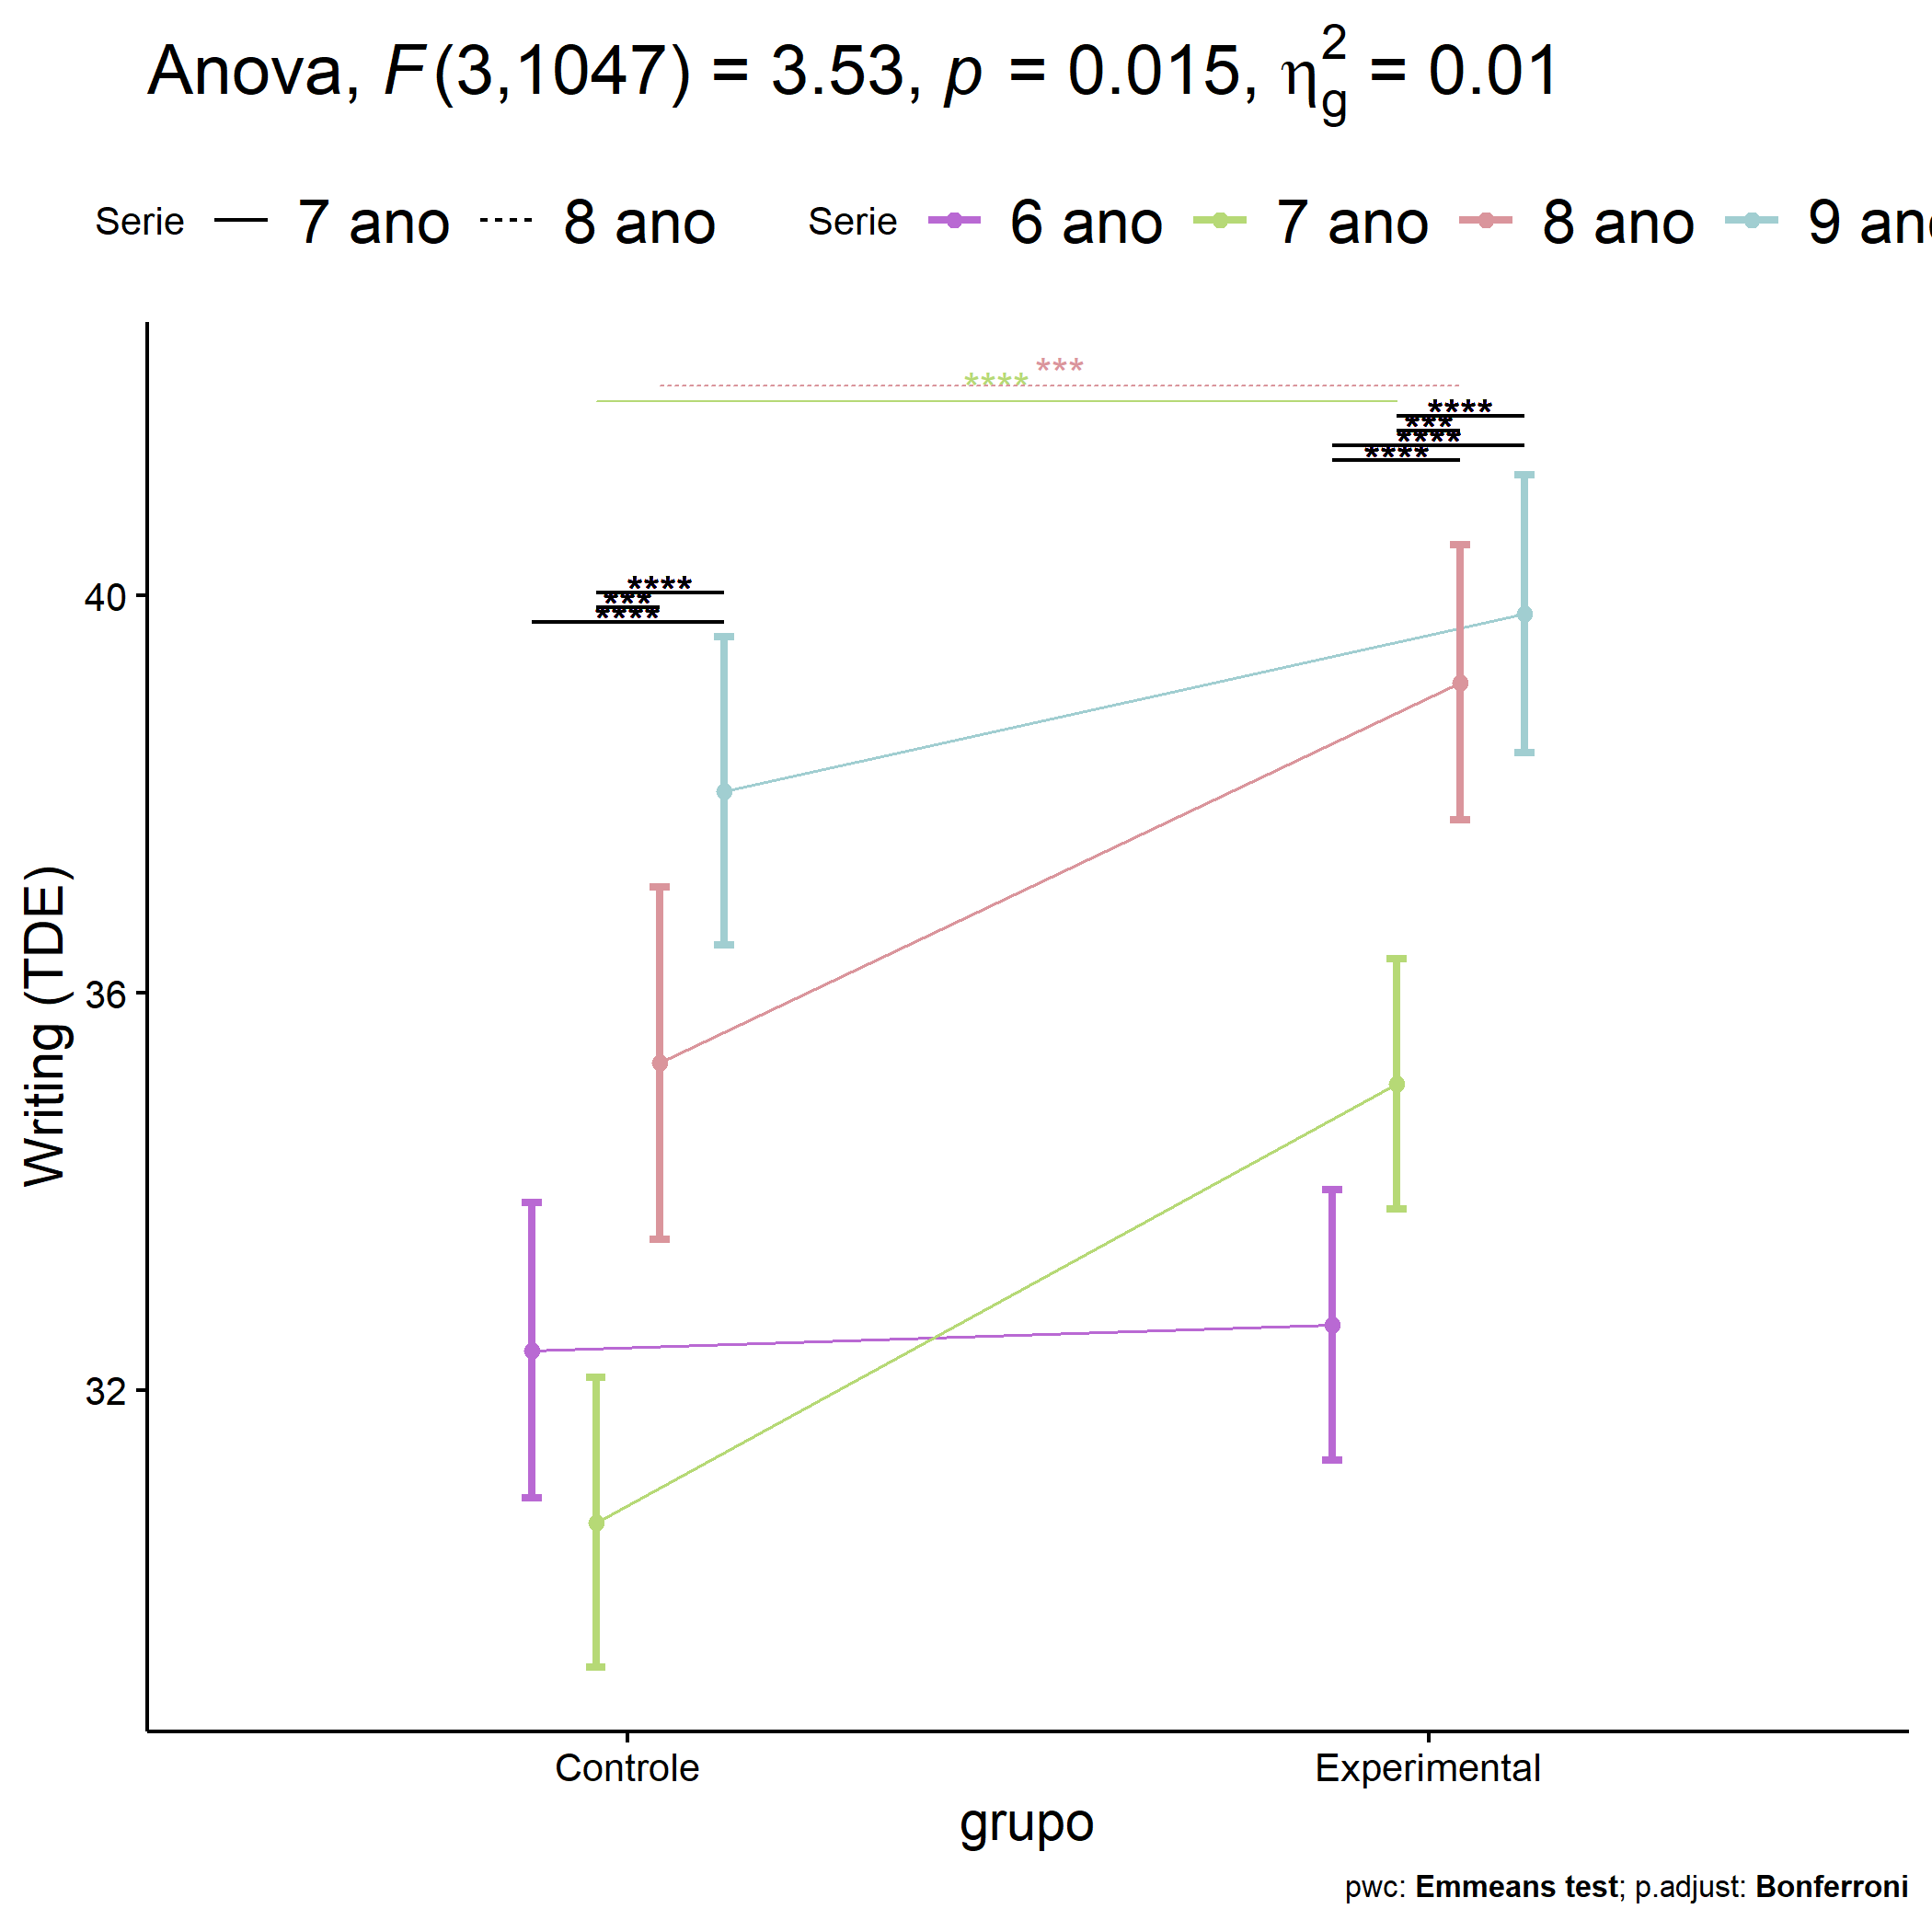 Anova, F(3,1047) = 3.53, p = 0.015, η²g = 0.01
Serie 7 ano 8 ano Serie 6 ano 7 ano 8 ano 9 an
***
****
****
***
****
****
****
***
****
40
36
32
Writing (TDE)
Controle Experimental
grupo
pwc: Emmeans test; p.adjust: Bonferroni